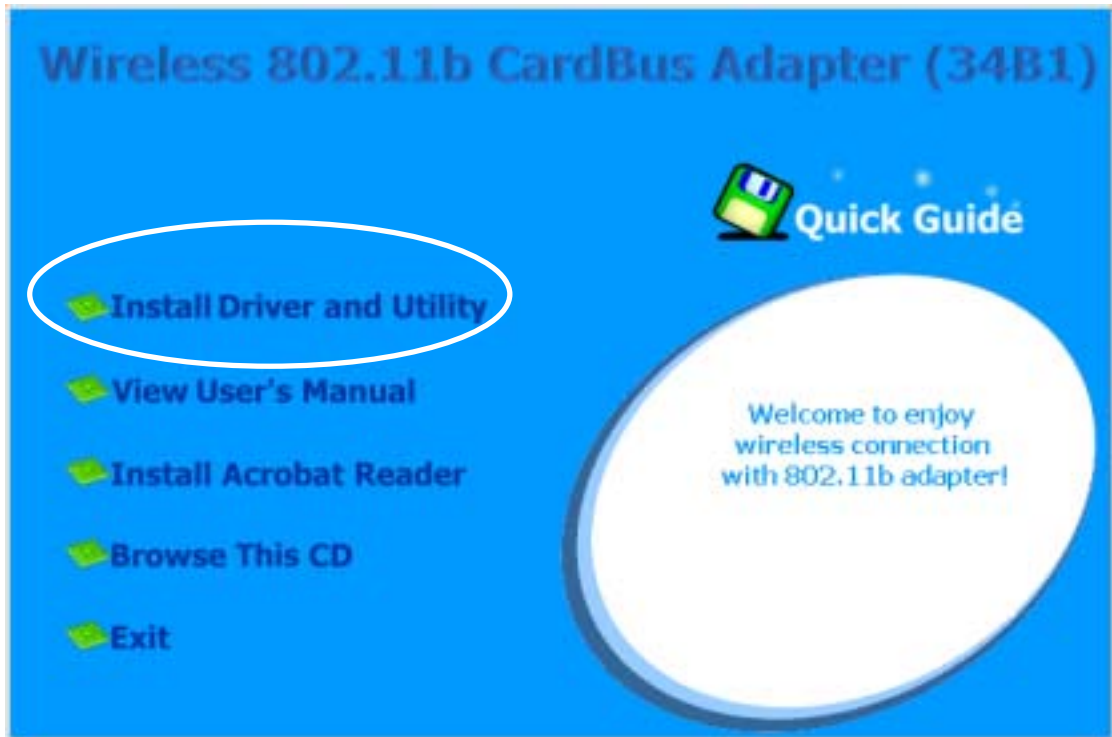 Wireless 802.11b CardBus Adapter (34B1)
Quick Guide
Install Driver and Utility
View User's Manual
Install Acrobat Reader
Browse This CD
Exit
Welcome to enjoy
wireless connection
with 802.11b adapter!